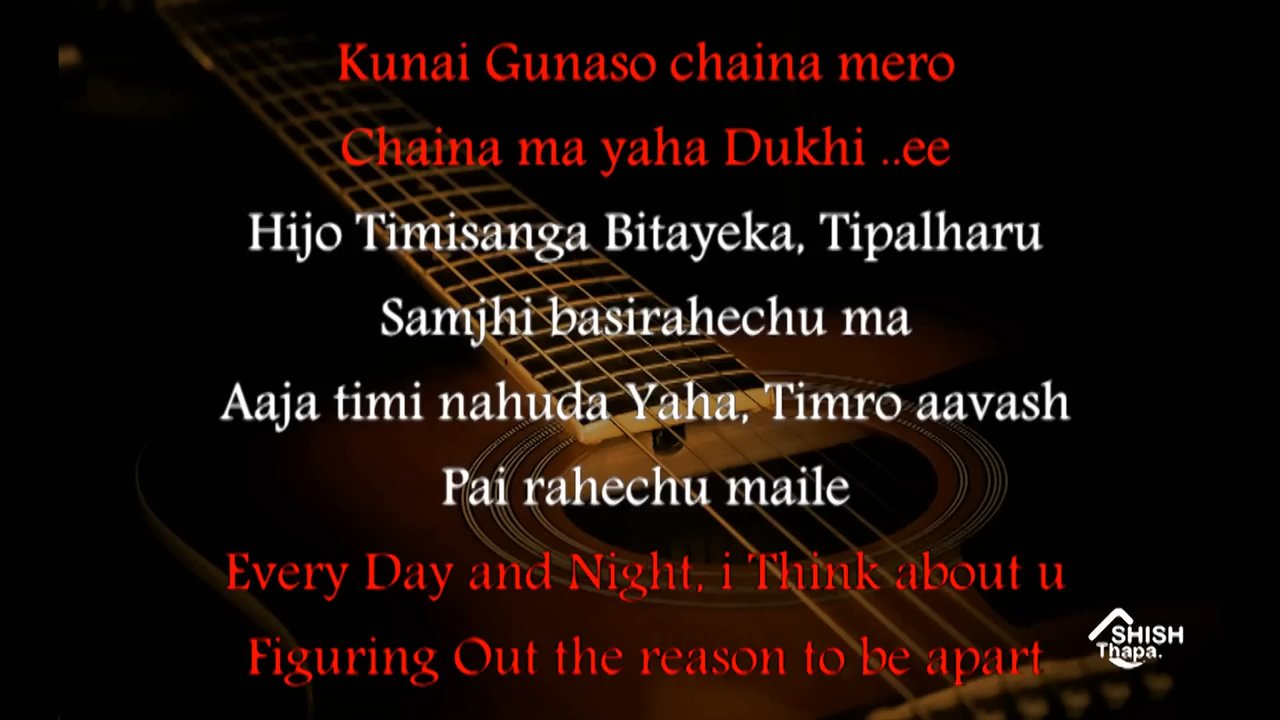 Kunai Gunaso chaina mero
Chaina ma yaha Dukhi ..ee
Hijo Timisanga Bitayeka, Tipalharu
Samjhi basirahechu ma
Aaja timi nahuda Yaha, Timro aavash
Pai rahechu maile
Every Day and Night, i Think about u
Figuring Out the reason to be apart
SHISH
Thapa.